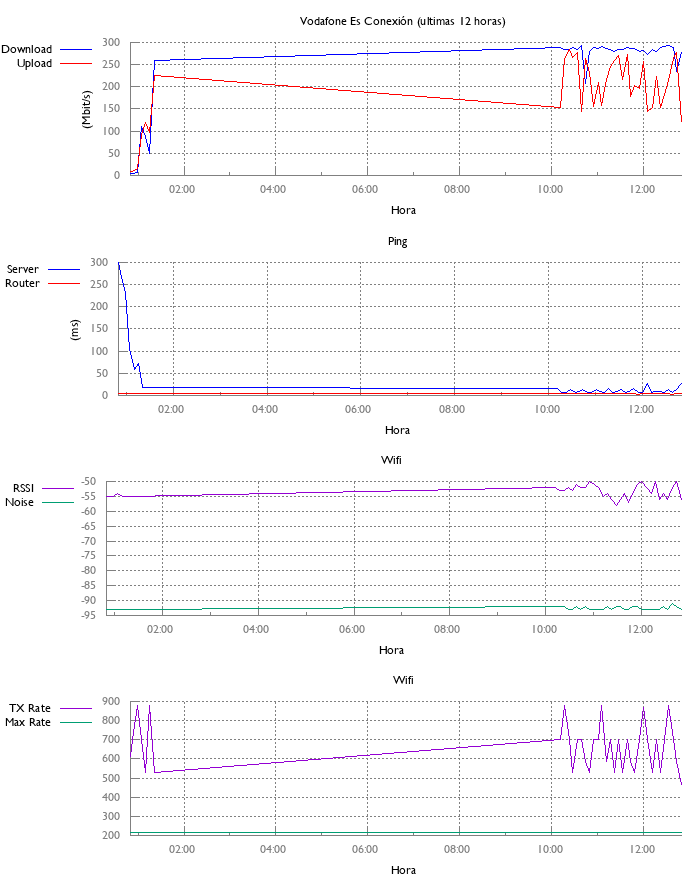 Vodafone Es Conexión (ultimas 12 horas)
Download
Upload
300
250
200
150
100
50
0
(Mbit/s)
02:00 04:00 06:00 08:00 10:00 12:00
Hora
Ping
Server
Router
300
250
200
150
100
50
0
(ms)
02:00 04:00 06:00 08:00 10:00 12:00
Hora
Wifi
RSSI
Noise
-50
-55
-60
-65
-70
-75
-80
-85
-90
-95
02:00 04:00 06:00 08:00 10:00 12:00
Hora
Wifi
TX Rate
Max Rate
900
800
700
600
500
400
300
200
02:00 04:00 06:00 08:00 10:00 12:00
Hora